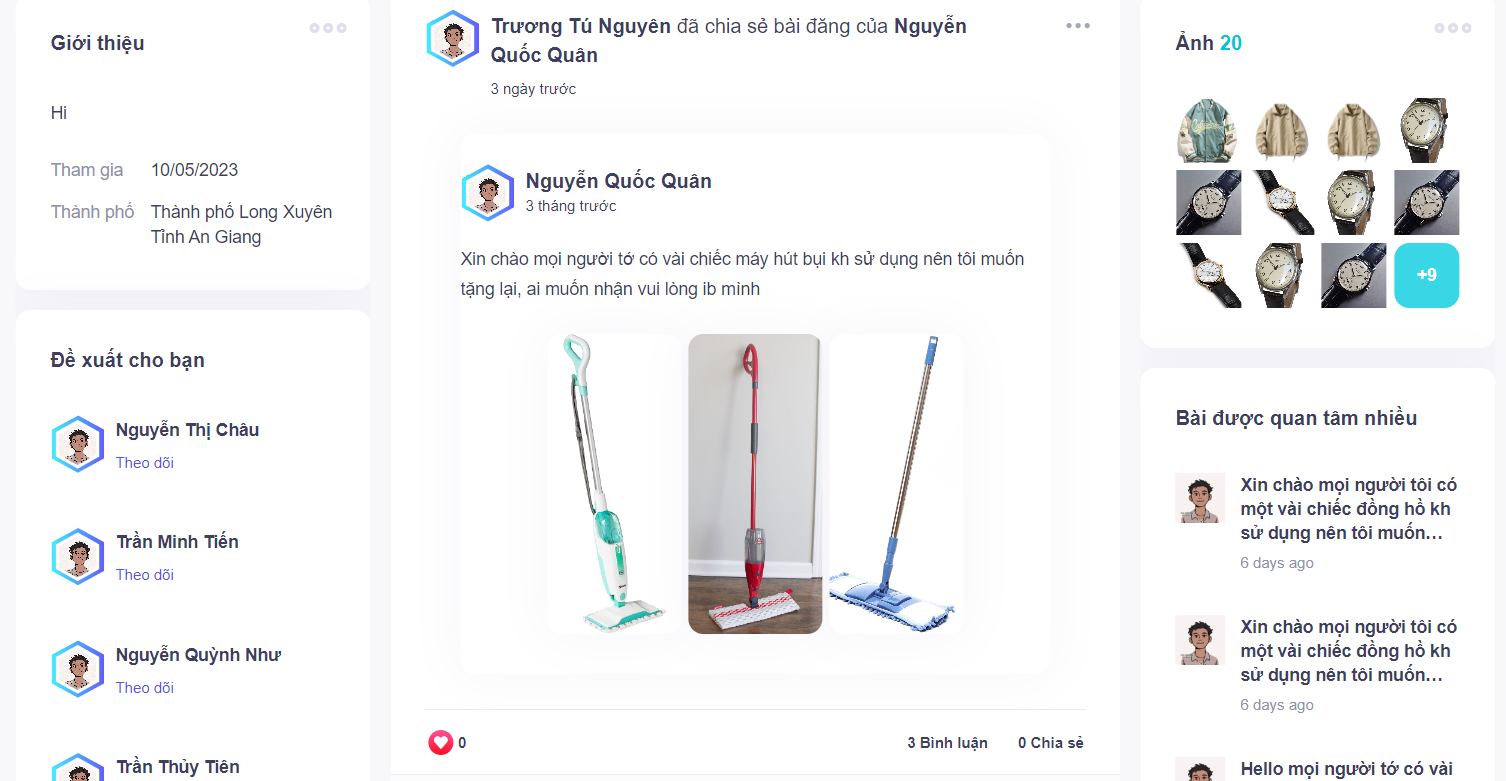 Giới thiệu
Hi
Tham gia 10/05/2023
Thành phố Thành phố Long Xuyên
Tỉnh An Giang
Đề xuất cho bạn
Nguyễn Thị Châu
Theo dõi
Trần Minh Tiến
Theo dõi
Nguyễn Quỳnh Như
Theo dõi
Trần Thủy Tiên
Trương Tú Nguyên đã chia sẻ bài đăng của Nguyễn
Quốc Quân
3 ngày trước
Nguyễn Quốc Quân
3 tháng trước
Xin chào mọi người tớ có vài chiếc máy hút bụi kh sử dụng nên tôi muốn
tặng lại, ai muốn nhận vui lòng ib mình
0
3 Bình luận 0 Chia sẻ
Ảnh 20
+9
Bài được quan tâm nhiều
Xin chào mọi người tôi có
một vài chiếc đồng hồ kh
sử dụng nên tôi muốn...
6 days ago
Xin chào mọi người tôi có
một vài chiếc đồng hồ kh
sử dụng nên tôi muốn...
6 days ago
Hello mọi người tớ có vài